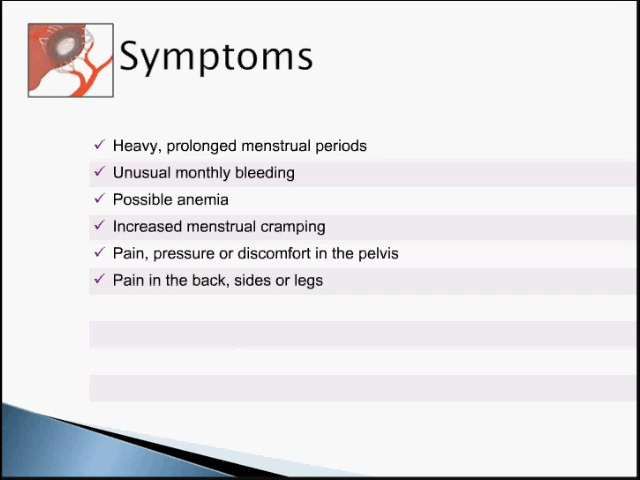 Symptoms
✓ Heavy, prolonged menstrual periods
✓ Unusual monthly bleeding
✓ Possible anemia
✓ Increased menstrual cramping
✓ Pain, pressure or discomfort in the pelvis
✓ Pain in the back, sides or legs